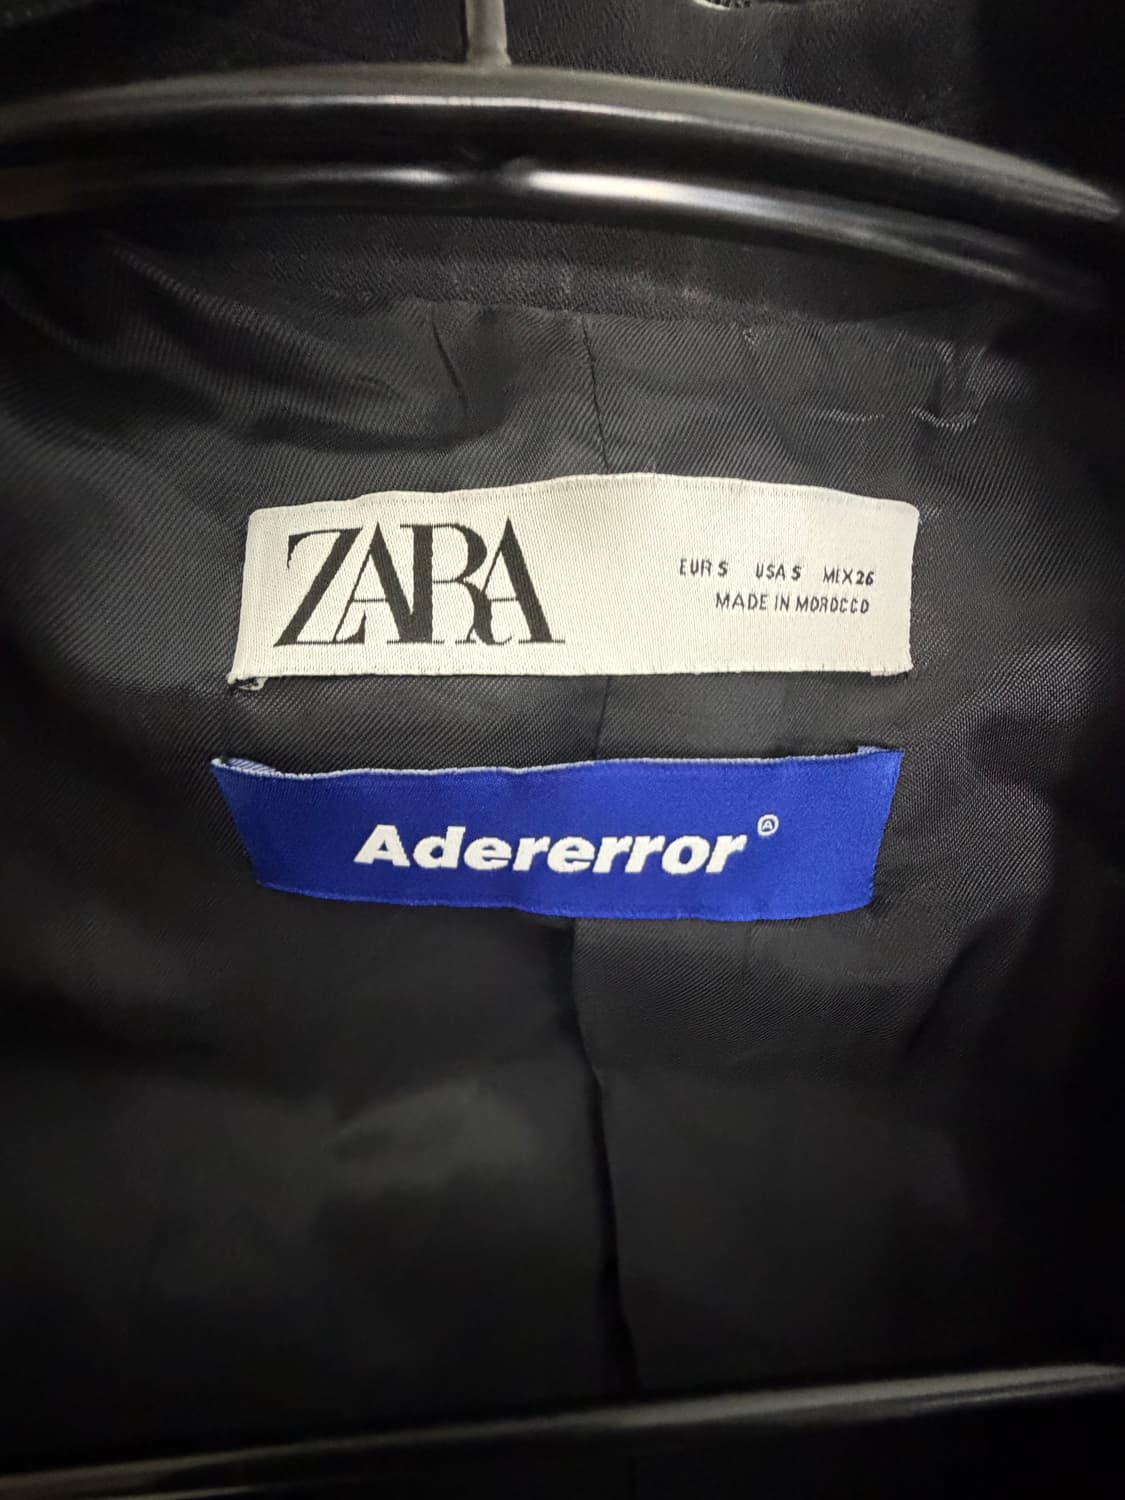 ZARA
EUR S USA S MEX 26
MADE IN MOROCCO
Adererror Ⓐ